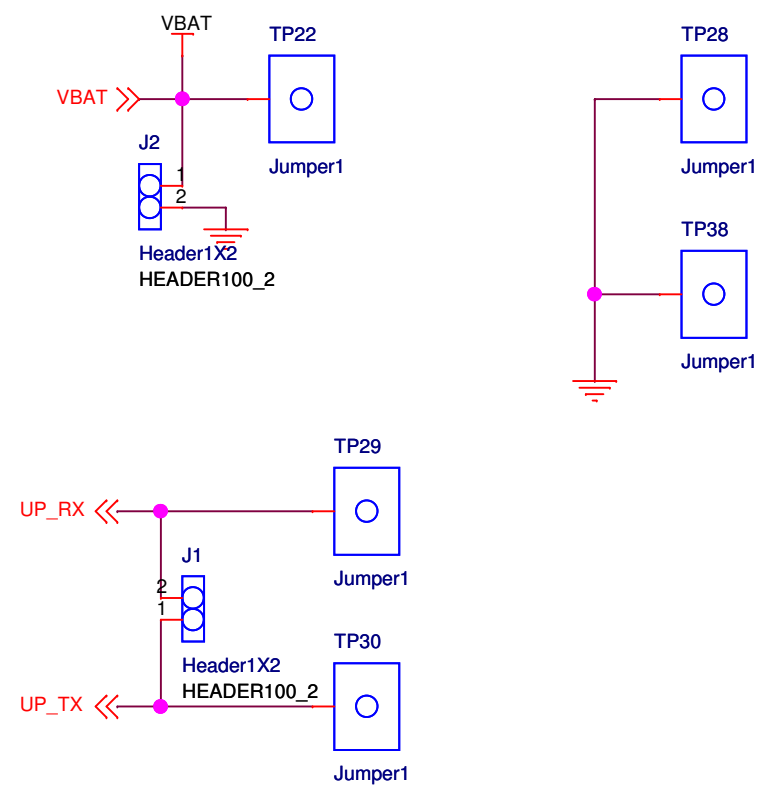 VBAT
TP22
TP28
VBAT
J2
Jumper1
Jumper1
1
2
TP38
Header1X2
HEADER100_2
Jumper1
TP29
UP_RX
J1
Jumper1
2
1
TP30
Header1X2
HEADER100_2
UP_TX
Jumper1